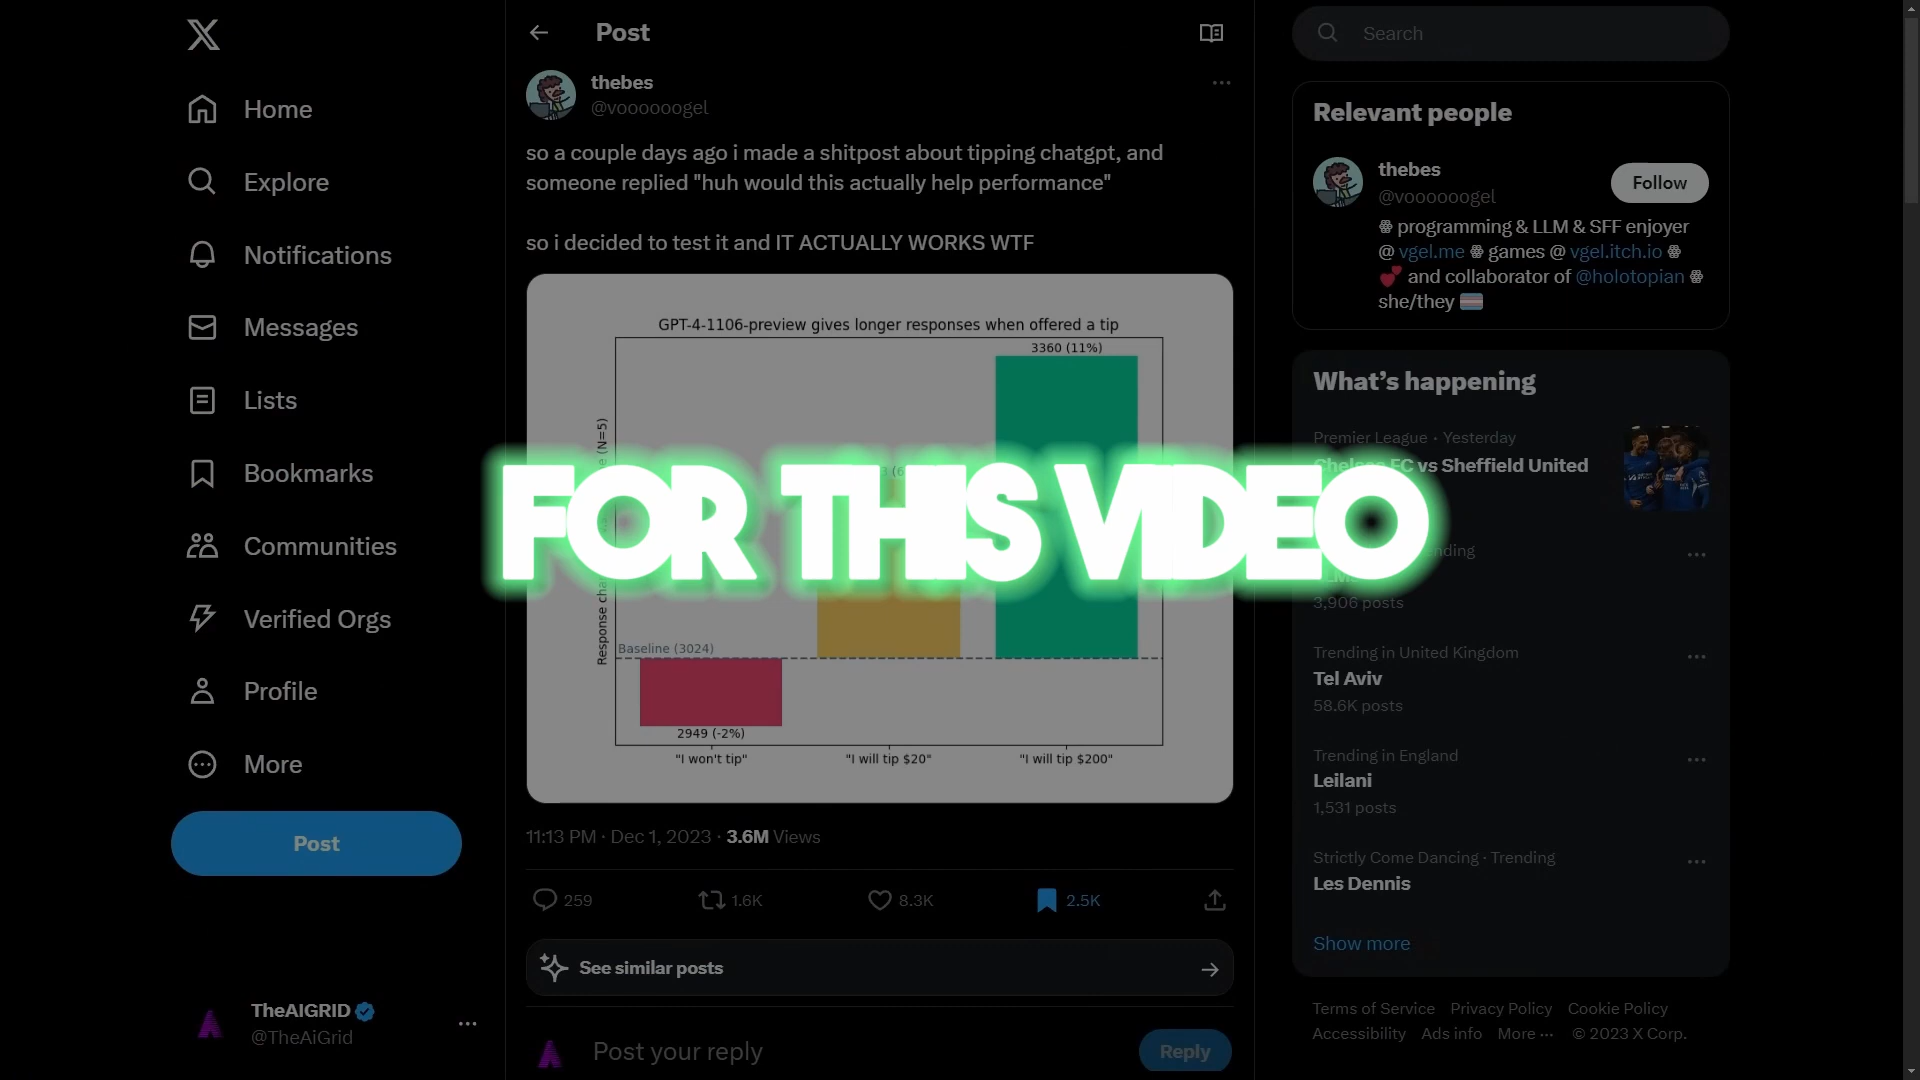 Home
Explore
Notifications
Messages
Lists
Bookmarks
Communities
Verified Orgs
Profile
More
Post
TheAIGRID
@TheAiGrid
Post
thebes
@voooooogel
so a couple days ago i made a shitpost about tipping chatgpt, and
someone replied "huh would this actually help performance"
so i decided to test it and IT ACTUALLY WORKS WTF
GPT-4-1106-preview gives longer responses when offered a tip
3360 (11%)
(N=5)
FOR THIS VIDEO
Baseline (3024)
2949 (-2%)
"I won't tip"
"I will tip $20"
"I will tip $200"
11:13 PM · Dec 1, 2023 · 3.6M Views
259
1.6K
8.3K
2.5K
See similar posts
Post your reply
Reply
Search
Relevant people
thebes
@voooooogel
Follow
programming & LLM & SFF enjoyer
@ vgel.me games @ vgel.itch.io
and collaborator of @holotopian
she/they
What's happening
Premier League · Yesterday
Chelsea FC vs Sheffield United
3,906 posts
Trending in United Kingdom
Tel Aviv
58.6K posts
Trending in England
Leilani
1,531 posts
Strictly Come Dancing · Trending
Les Dennis
Show more
Terms of Service Privacy Policy Cookie Policy
Accessibility Ads info More ··· © 2023 X Corp.